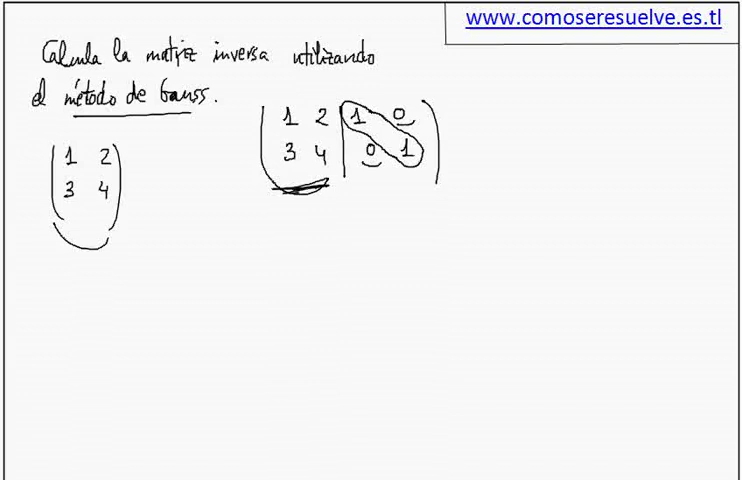 www.comoseresuelve.es.tl
Calcula la matriz inversa utilizando
el método de Gauss.
1 2 1 0
3 4 0 1
1 2
3 4